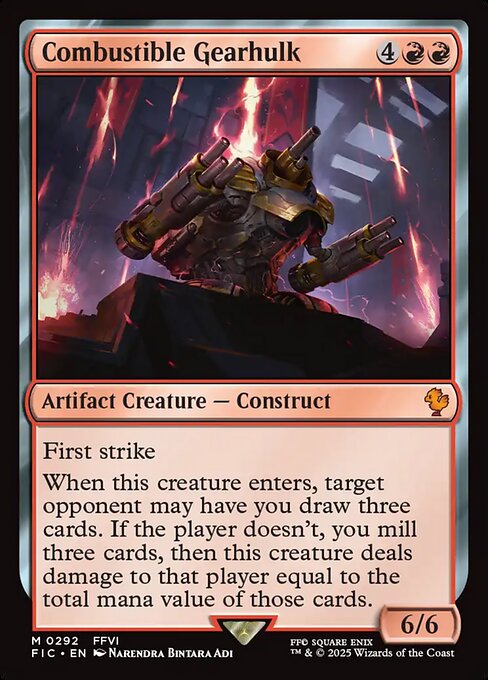 Combustible Gearhulk 4
Artifact Creature — Construct
First strike
When this creature enters, target
opponent may have you draw three
cards. If the player doesn't, you mill
three cards, then this creature deals
damage to that player equal to the
total mana value of those cards.
6/6
M 0292 FFVI
FIC • EN Narendra Bintara Adi
FF© SQUARE ENIX
™ & © 2025 Wizards of the Coast